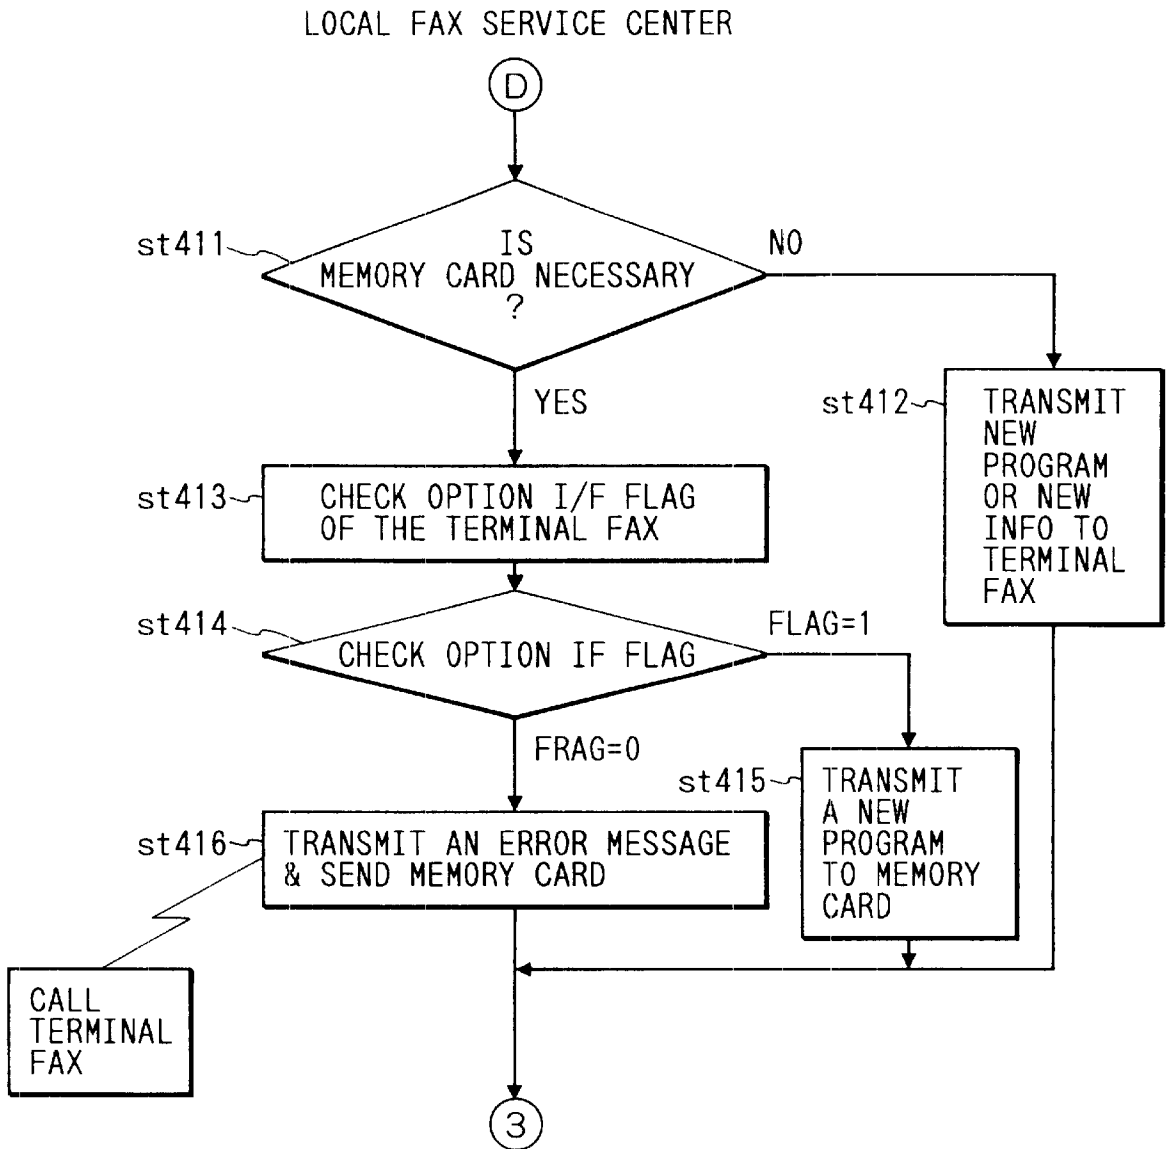 LOCAL FAX SERVICE CENTER
D
st411
IS
MEMORY CARD NECESSARY
?
NO
YES
st412
TRANSMIT
NEW
PROGRAM
OR NEW
INFO TO
TERMINAL
FAX
st413
CHECK OPTION I/F FLAG
OF THE TERMINAL FAX
st414
CHECK OPTION IF FLAG
FLAG=1
FRAG=0
st415
TRANSMIT
A NEW
PROGRAM
TO MEMORY
CARD
st416
TRANSMIT AN ERROR MESSAGE
& SEND MEMORY CARD
CALL
TERMINAL
FAX
3